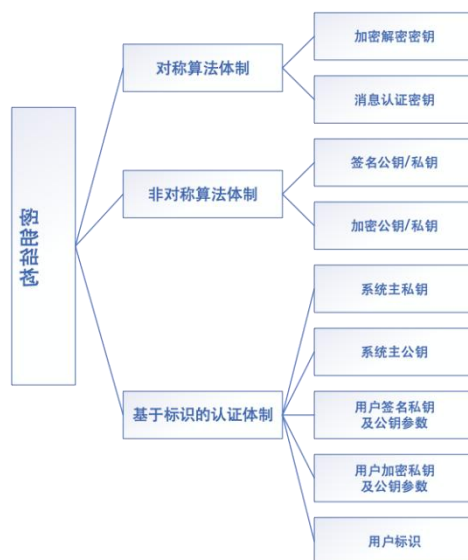 对称算法体制
加密解密密钥
消息认证密钥
非对称算法体制
签名公钥/私钥
加密公钥/私钥
基于标识的认证体制
系统主私钥
系统主公钥
用户签名私钥
及公钥参数
用户加密私钥
及公钥参数
用户标识